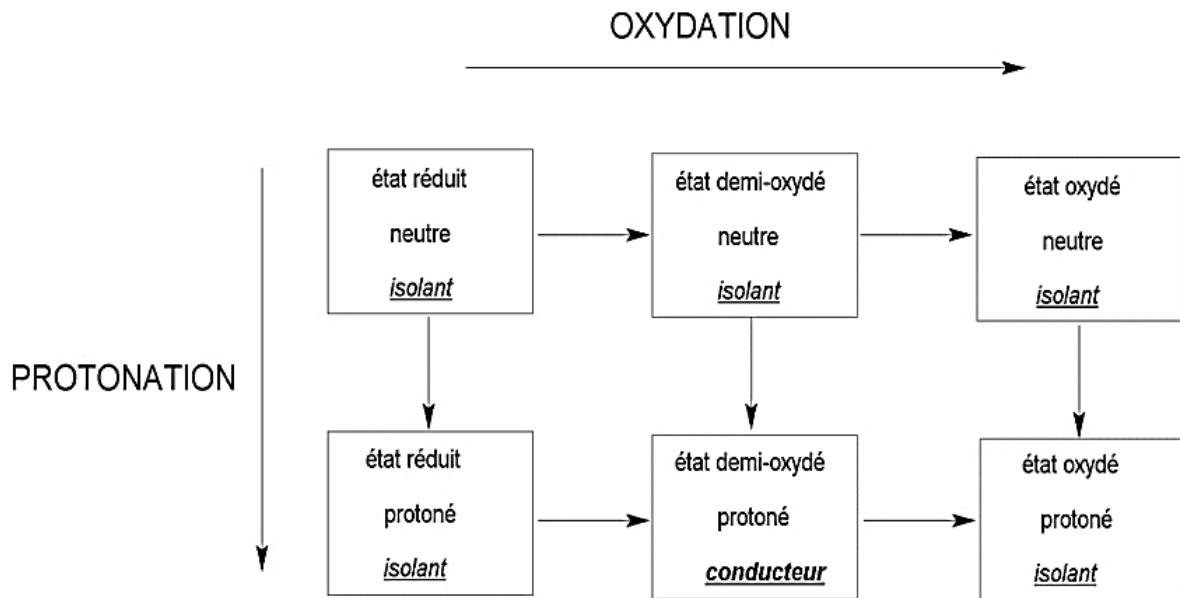 OXYDATION
état réduit
neutre
isolant
état demi-oxydé
neutre
isolant
état oxydé
neutre
isolant
PROTONATION
état réduit
protoné
isolant
état demi-oxydé
protoné
conducteur
état oxydé
protoné
isolant